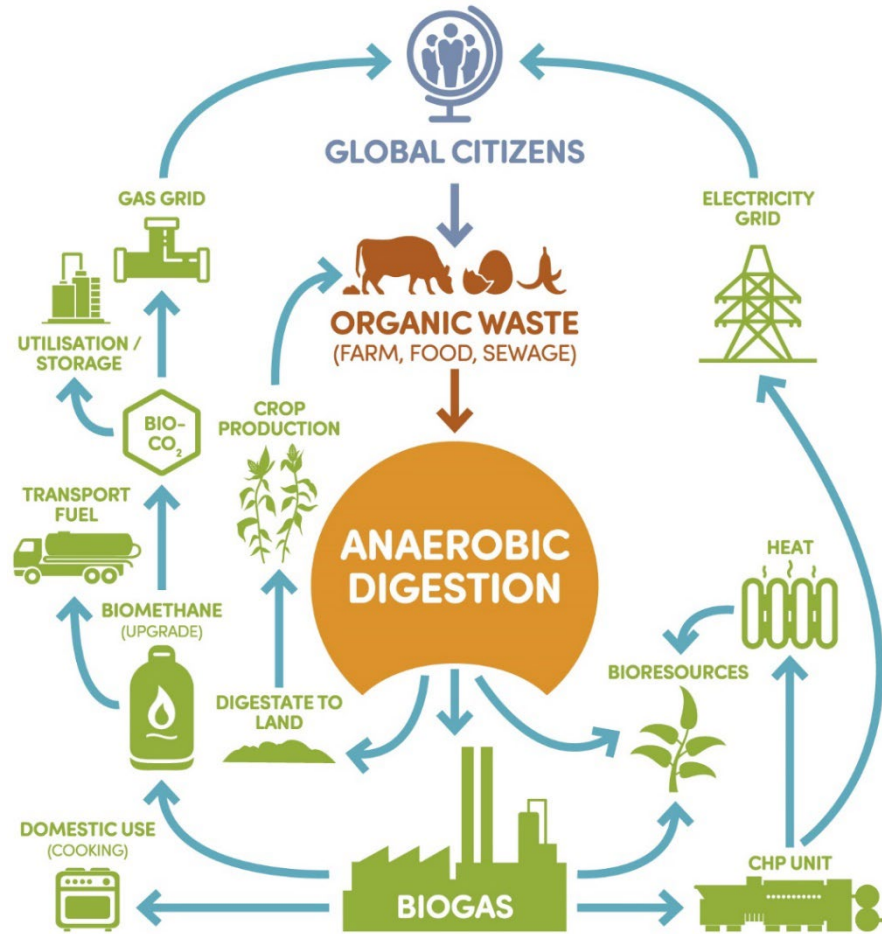 GLOBAL CITIZENS
GAS GRID
ELECTRICITY
GRID
ORGANIC WASTE
(FARM, FOOD, SEWAGE)
UTILISATION /
STORAGE
CROP
PRODUCTION
BIO-
CO₂
TRANSPORT
FUEL
ANAEROBIC
DIGESTION
HEAT
BIOMETHANE
(UPGRADE)
BIORESOURCES
DIGESTATE TO
LAND
DOMESTIC USE
(COOKING)
CHP UNIT
BIOGAS